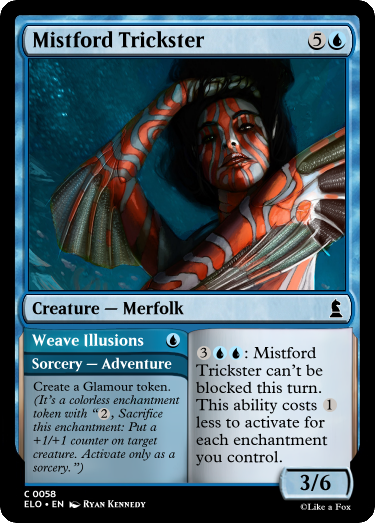 Mistford Trickster 5
Creature — Merfolk
Weave Illusions
Sorcery — Adventure
Create a Glamour token.
(It's a colorless enchantment
token with “2, Sacrifice
this enchantment: Put a
+1/+1 counter on target
creature. Activate only as a
sorcery.”)
3: Mistford
Trickster can't be
blocked this turn.
This ability costs 1
less to activate for
each enchantment
you control.
3/6
C 0058
ELO • EN RYAN KENNEDY
©Like a Fox